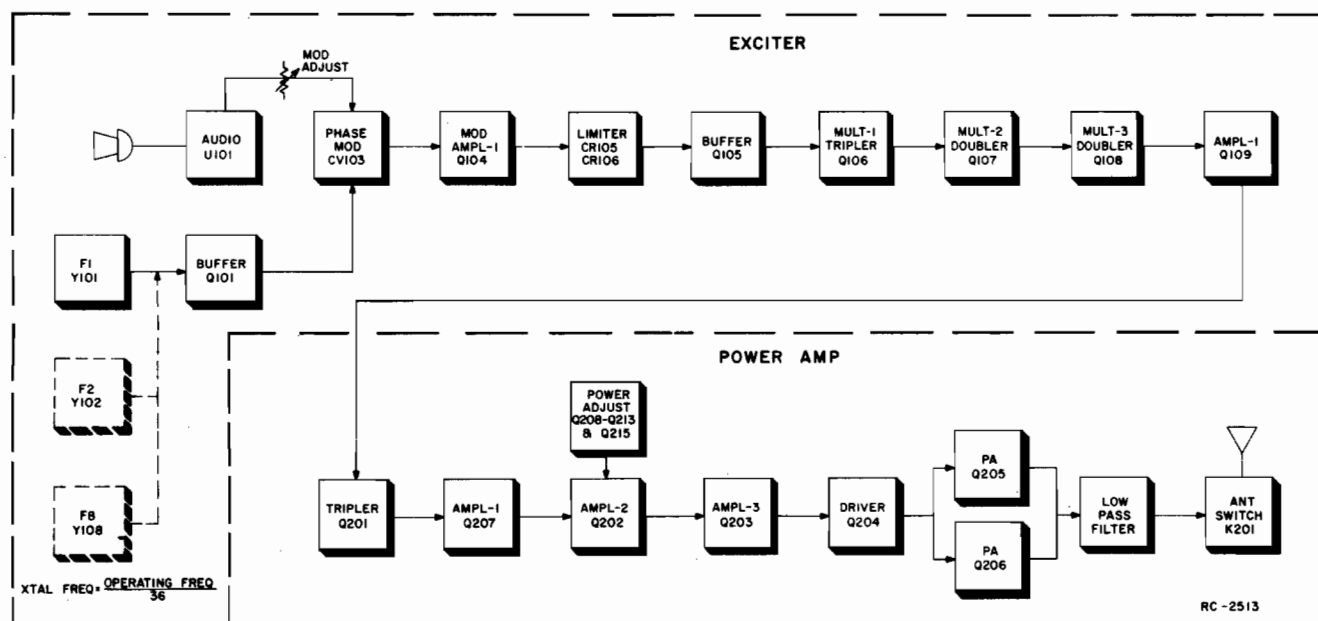 EXCITER
MOD
ADJUST
AUDIO
U101
PHASE
MOD
CV103
MOD
AMPL-1
Q104
LIMITER
CR105
CR106
BUFFER
Q105
MULT-1
TRIPLER
Q106
MULT-2
DOUBLER
Q107
MULT-3
DOUBLER
Q108
AMPL-1
Q109
F1
Y101
BUFFER
Q101
F2
Y102
F8
Y108
XTAL FREQ= OPERATING FREQ
36
POWER AMP
POWER
ADJUST
Q208-Q213
& Q215
TRIPLER
Q201
AMPL-1
Q207
AMPL-2
Q202
AMPL-3
Q203
DRIVER
Q204
PA
Q205
PA
Q206
LOW
PASS
FILTER
ANT
SWITCH
K201
RC-2513